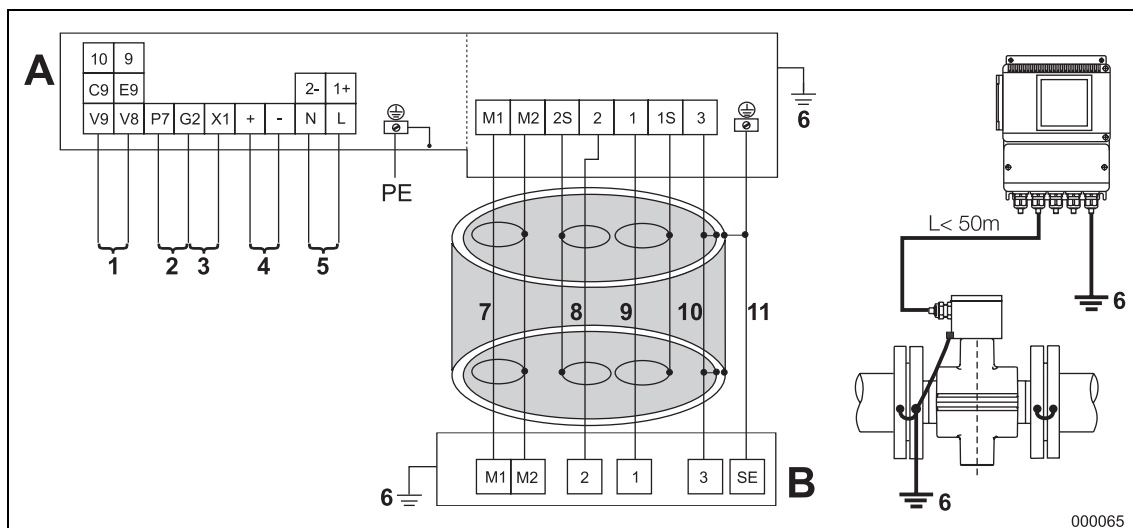 A
10 9
C9 E9 2- 1+
V9 V8 P7 G2 X1 + - N L
PE
M1 M2 2S 2 1 1S 3
6
1 2 3 4 5
7 8 9 10 11
6
M1 M2 2 1 3 SE
B
L< 50m
6
6
000065